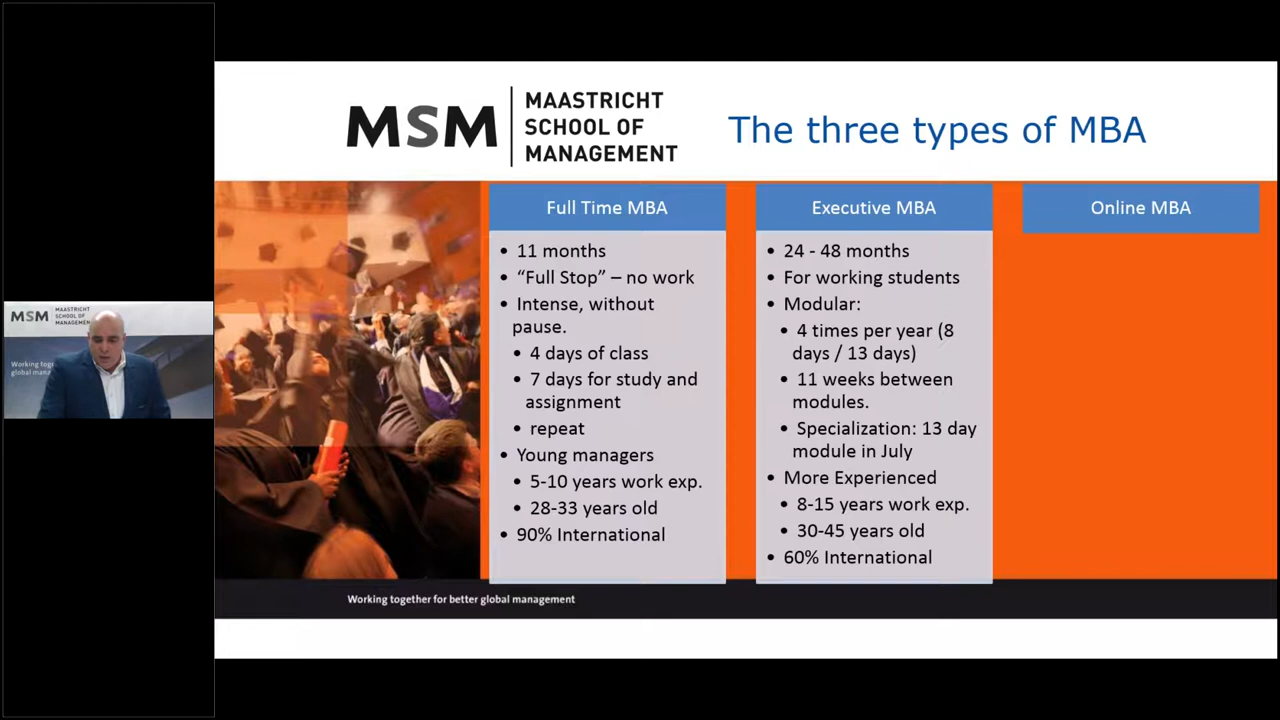 MSM
MAASTRICHT
SCHOOL OF
MANAGEMENT
The three types of MBA
Full Time MBA
• 11 months
• “Full Stop” – no work
• Intense, without
pause.
• 4 days of class
• 7 days for study and
assignment
• repeat
• Young managers
• 5-10 years work exp.
• 28-33 years old
• 90% International
Executive MBA
• 24 - 48 months
• For working students
• Modular:
• 4 times per year (8
days / 13 days)
• 11 weeks between
modules.
• Specialization: 13 day
module in July
• More Experienced
• 8-15 years work exp.
• 30-45 years old
• 60% International
Online MBA
MSM
MAASTRICHT
SCHOOL OF
MANAGEMENT
Working
global
Working together for better global management